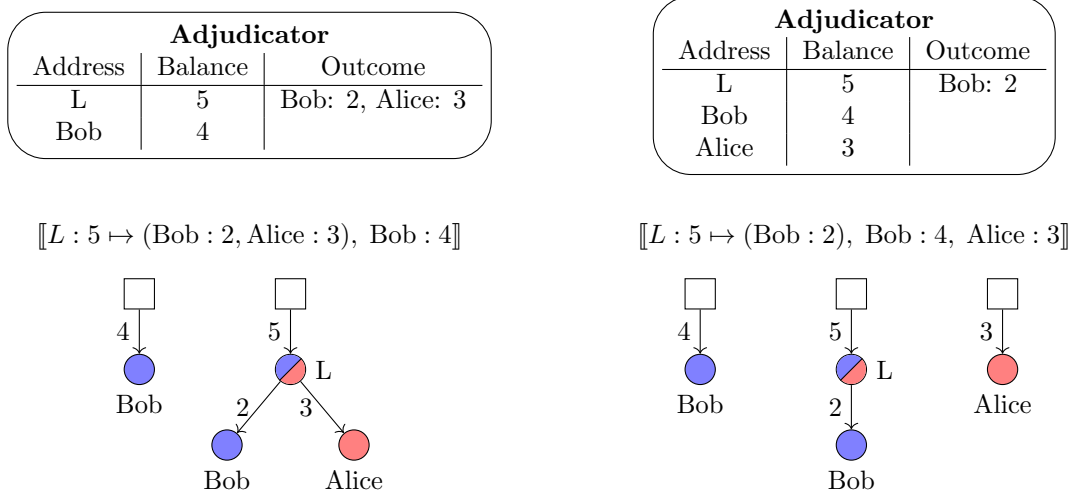 Adjudicator
Address Balance Outcome
L 5 Bob: 2, Alice: 3
Bob 4
⟦L : 5 ↦ (Bob : 2, Alice : 3), Bob : 4⟧
4 5
L
Bob
2 3
Bob Alice
Adjudicator
Address Balance Outcome
L 5 Bob: 2
Bob 4
Alice 3
⟦L : 5 ↦ (Bob : 2), Bob : 4, Alice : 3⟧
4 5 3
L
Bob Alice
2
Bob